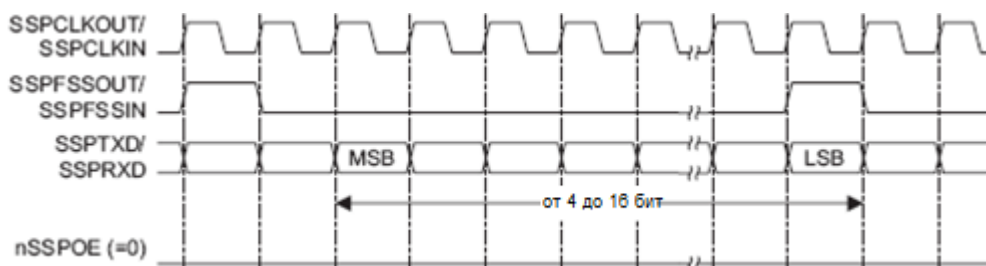 SSPCLKOUT/
SSPCLKIN
SSPFSSOUT/
SSPFSSIN
SSPTXD/
SSPRXD
MSB
LSB
от 4 до 16 бит
nSSPOE (=0)